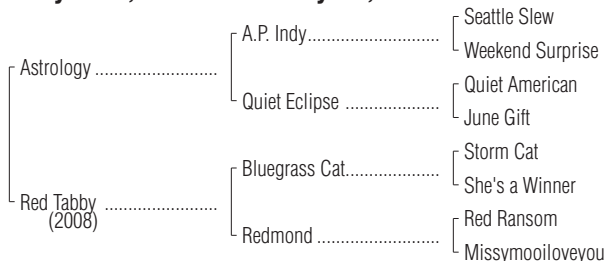 Seattle Slew
A.P. Indy......................
Weekend Surprise
Astrology ............................
Quiet American
Quiet Eclipse .....................
June Gift
Storm Cat
Bluegrass Cat.....................
She's a Winner
Red Tabby .........................
(2008)
Red Ransom
Redmond ...........................
Missymooiloveyou